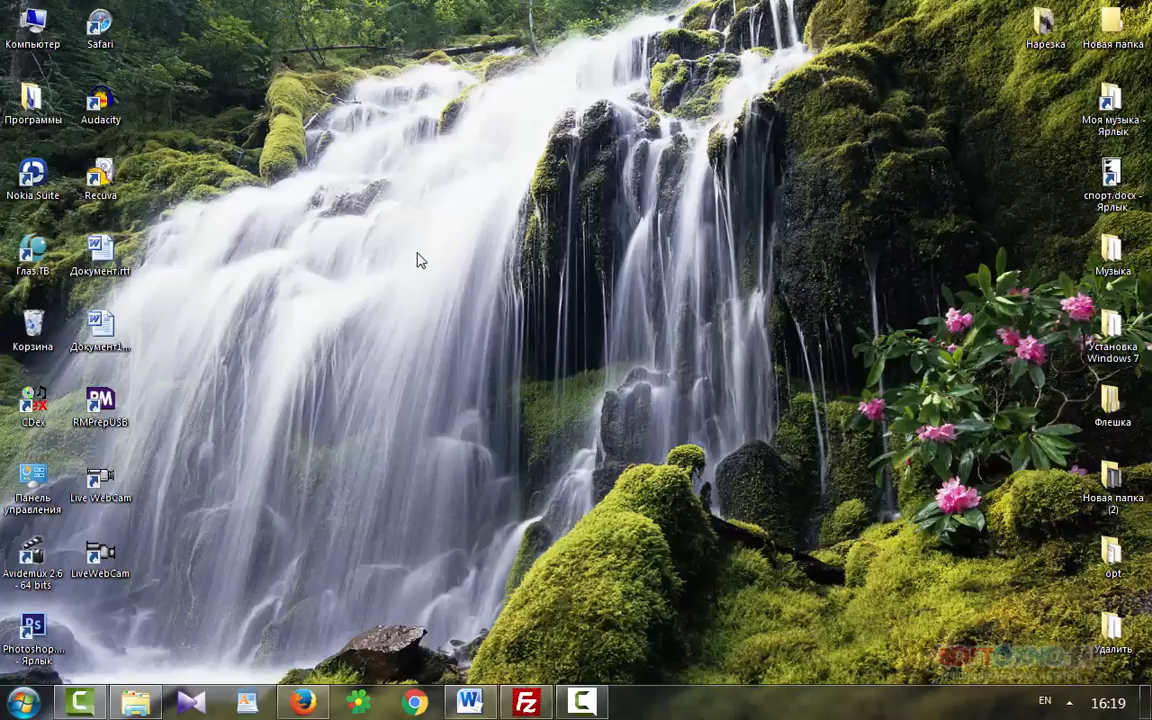 Компьютер
Safari
Программы
Audacity
Nokia Suite
Recuva
Глаз.ТВ
Документ.rtf
Корзина
Документ1...
CDex
RMPrepUSB
Панель
управления
Live WebCam
Avidemux 2.6
- 64 bits
LiveWebCam
Ps
Photoshop....
- Ярлык
Нарезка
Новая папка
Моя музыка -
Ярлык
спорт.docx -
Ярлык
Музыка
Установка
Windows 7
Флешка
Новая папка
(2)
opt
Удалить
EN
16:19